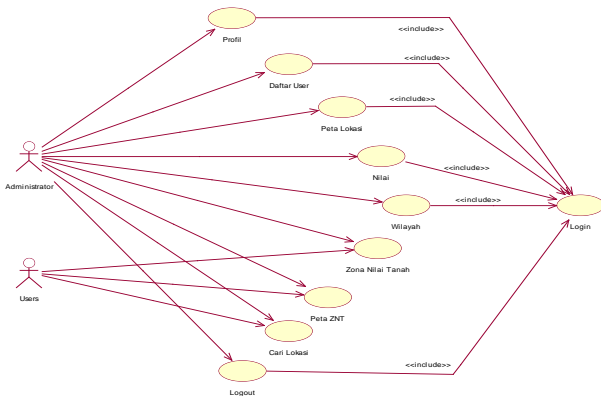 Profil
<<include>>
Daftar User
<<include>>
Peta Lokasi
<<include>>
Administrator
Nilai
<<include>>
Wilayah
<<include>>
Login
Zona Nilai Tanah
Users
Peta ZNT
Cari Lokasi
Logout
<<include>>